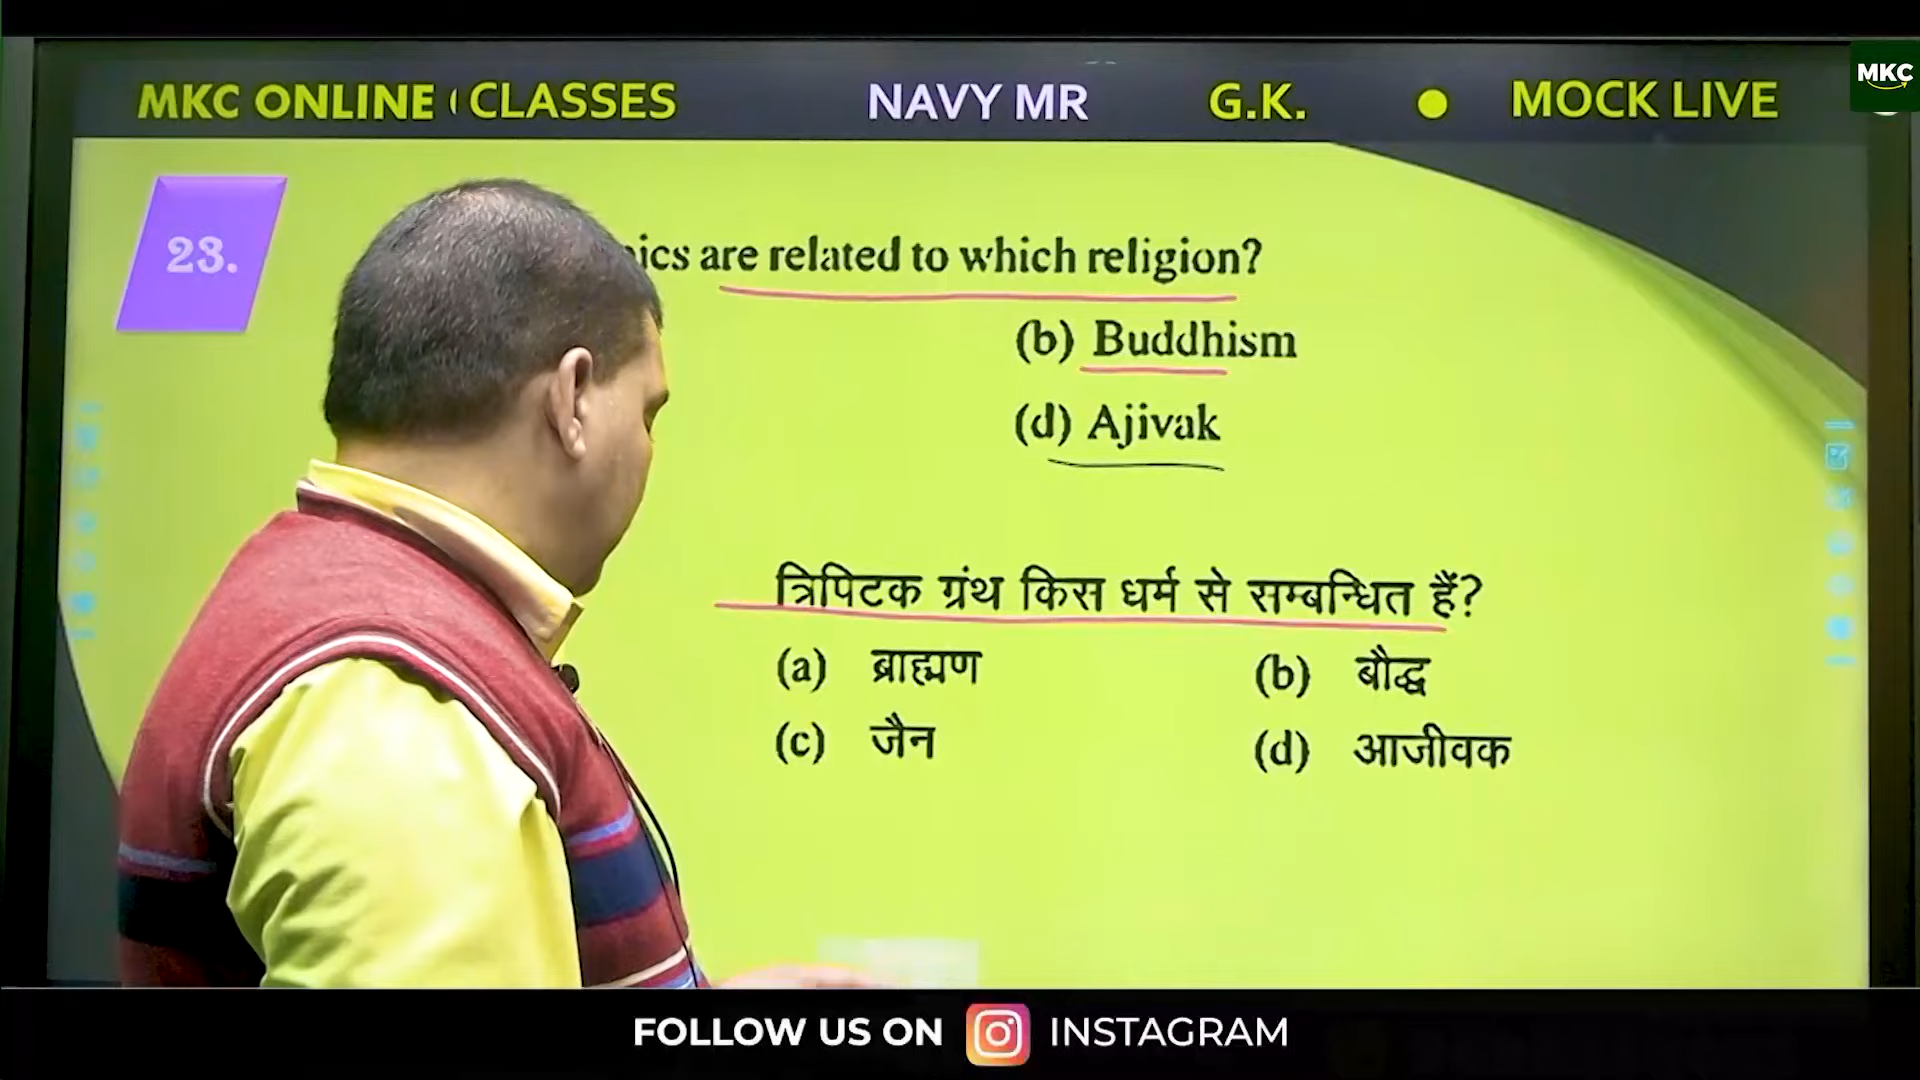 MKC ONLINE CLASSES NAVY MR G.K. MOCK LIVE
MKC
23.
are related to which religion?
(b) Buddhism
(d) Ajivak
त्रिपिटक ग्रंथ किस धर्म से सम्बन्धित हैं?
(a) ब्राह्मण (b) बौद्ध
(c) जैन (d) आजीवक
FOLLOW US ON INSTAGRAM